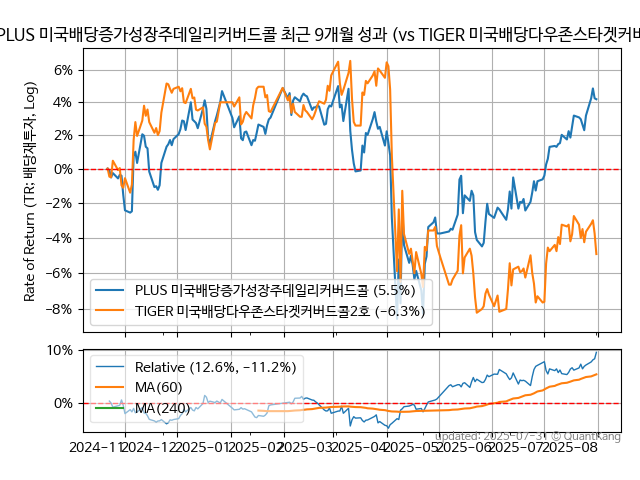 PLUS 미국배당증가성장주데일리커버드콜 최근 9개월 성과 (vs TIGER 미국배당다우존스타겟커버
Rate of Return (TR: 배당재투자, Log)
6%
4%
2%
0%
−2%
−4%
−6%
−8%
PLUS 미국배당증가성장주데일리커버드콜 (5.5%)
TIGER 미국배당다우존스타겟커버드콜2호 (−6.3%)
10%
0%
Relative (12.6%, −11.2%)
MA(60)
MA(240)
Updated: 2025-07-31 © QuantKang
2024-11 2024-12 2025-01 2025-02 2025-03 2025-04 2025-05 2025-06 2025-07 2025-08